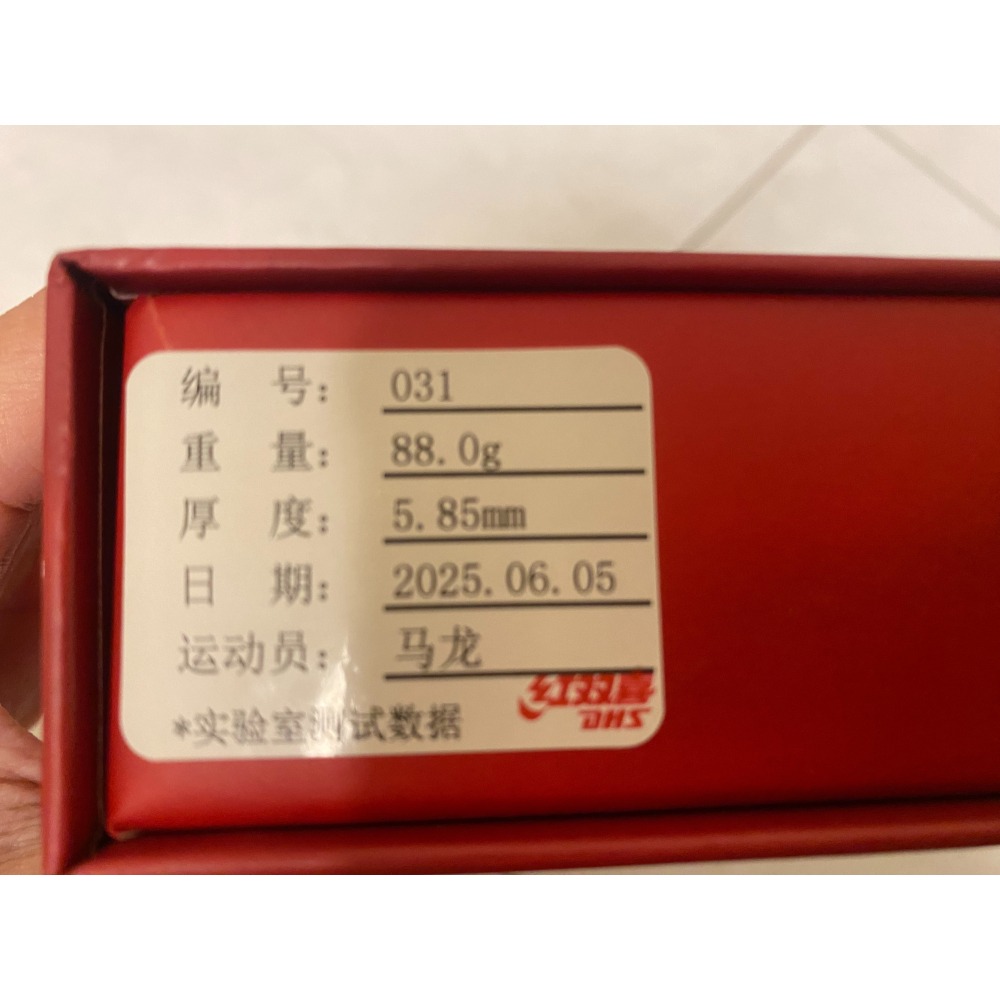 编 号: 031
重 量: 88.0g
厚 度: 5.85mm
日 期: 2025.06.05
运动员: 马龙
*实验室测试数据
红双喜
DHS